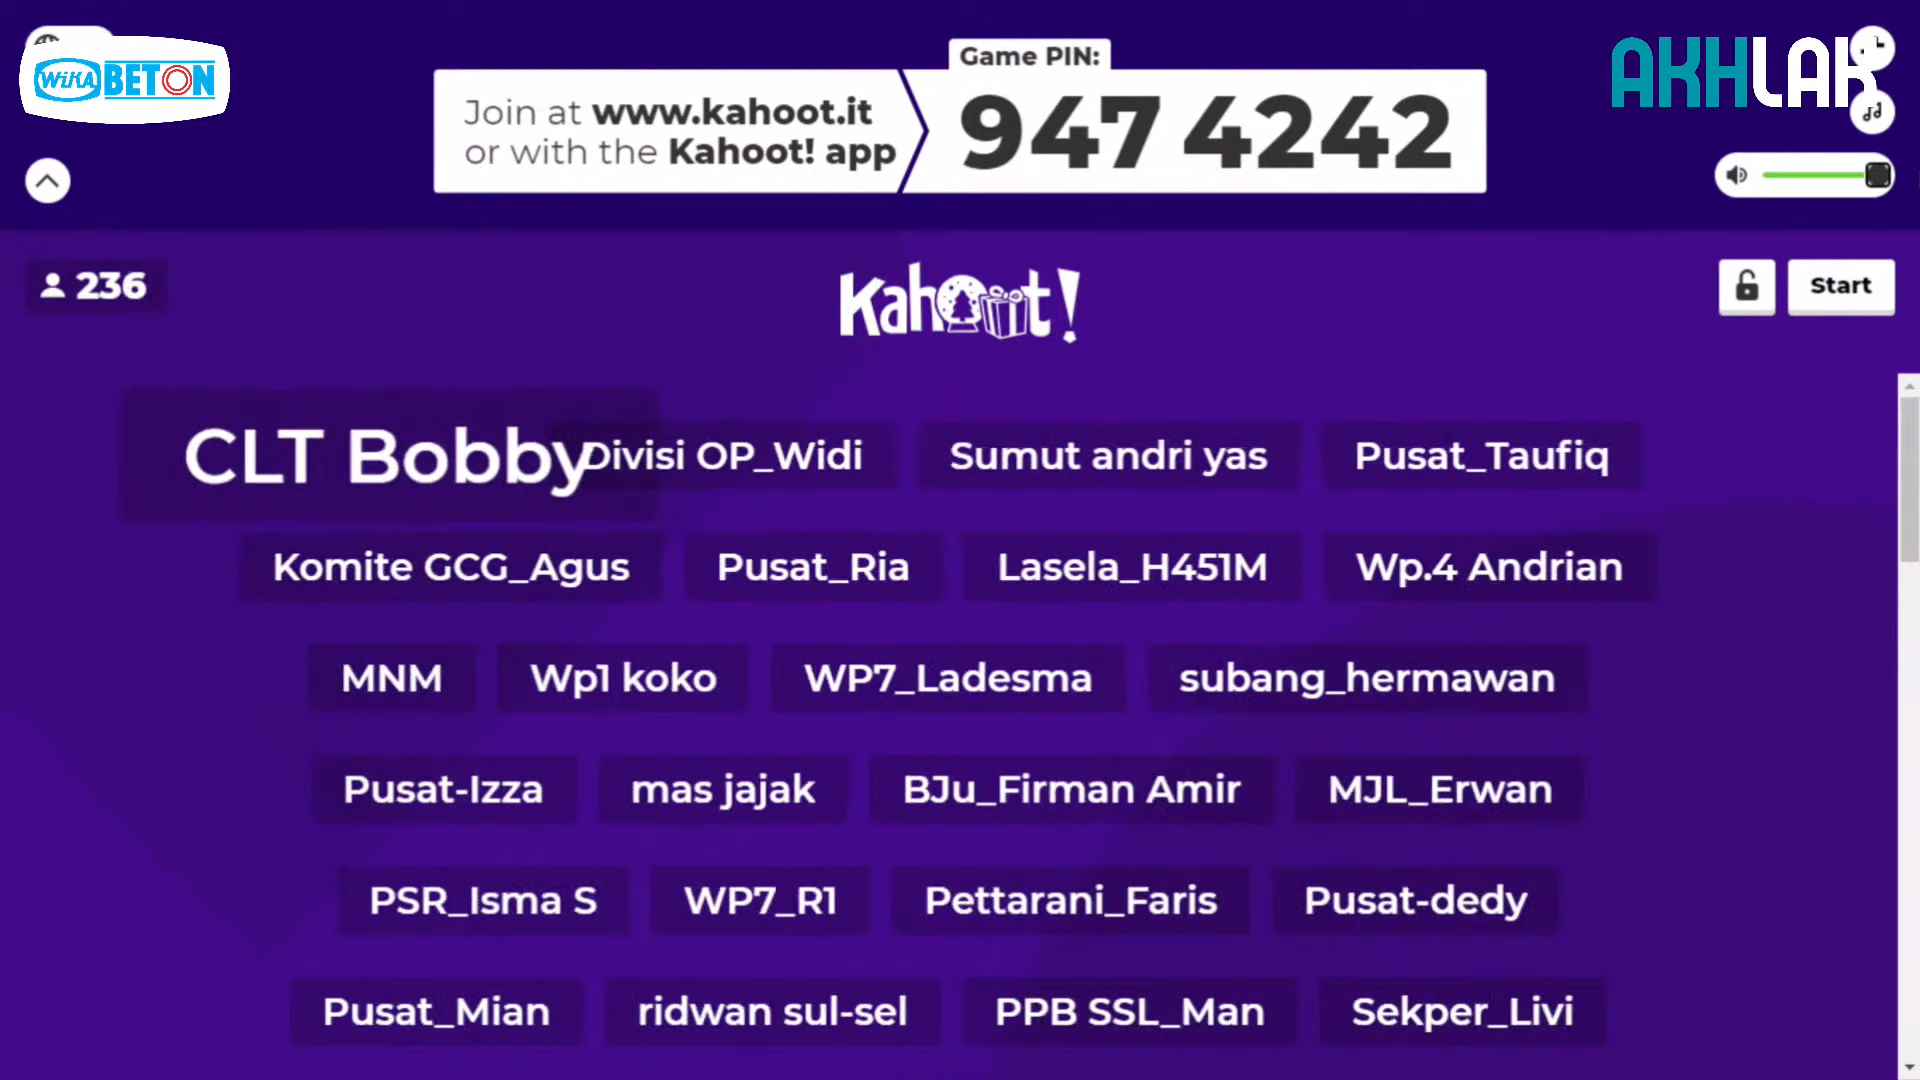 WIKA BETON
Game PIN:
AKHLAK
Join at www.kahoot.it
or with the Kahoot! app
947 4242
236
Kahoot!
Start
CLT Bobby
Divisi OP_Widi
Sumut andri yas
Pusat_Taufiq
Komite GCG_Agus
Pusat_Ria
Lasela_H451M
Wp.4 Andrian
MNM
Wp1 koko
WP7_Ladesma
subang_hermawan
Pusat-Izza
mas jajak
BJu_Firman Amir
MJL_Erwan
PSR_Isma S
WP7_R1
Pettarani_Faris
Pusat-dedy
Pusat_Mian
ridwan sul-sel
PPB SSL_Man
Sekper_Livi